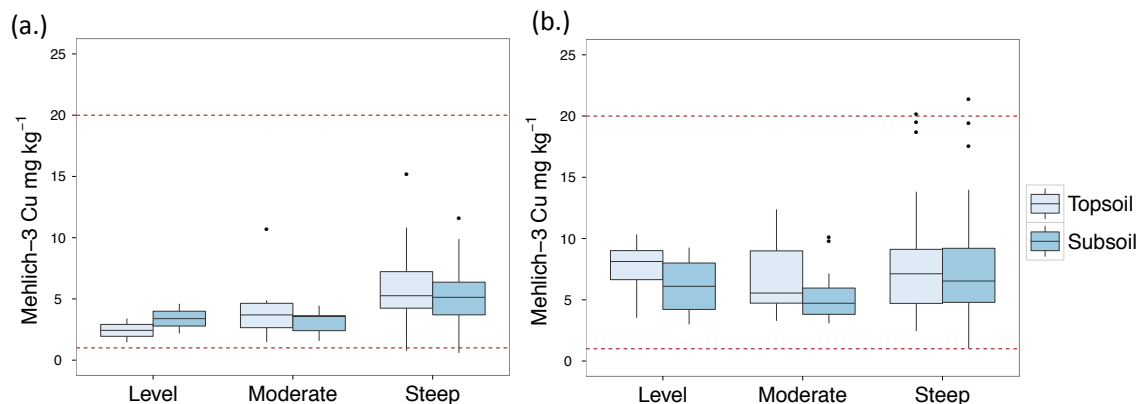 (a.)
Mehlich−3 Cu mg kg⁻¹
25
20
15
10
5
0
Level Moderate Steep
(b.)
Mehlich−3 Cu mg kg⁻¹
25
20
15
10
5
0
Level Moderate Steep
Topsoil
Subsoil